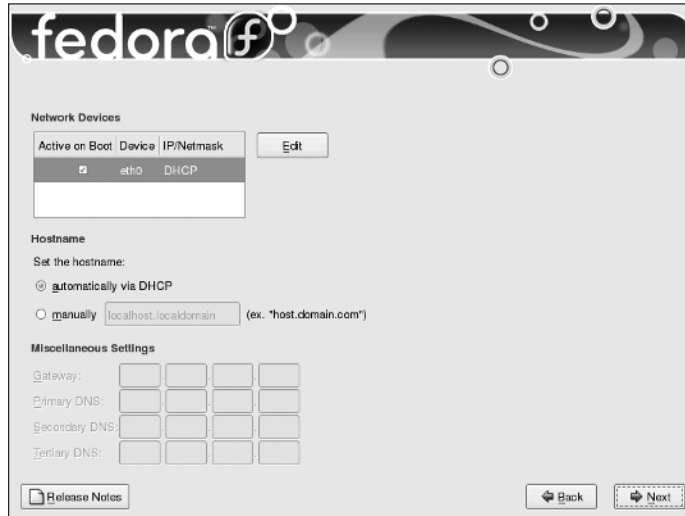 fedora™ f
Network Devices
Active on Boot Device IP/Netmask
eth0 DHCP
Edit
Hostname
Set the hostname:
automatically via DHCP
manually localhost.localdomain (ex. "host.domain.com")
Miscellaneous Settings
Gateway:
Primary DNS:
Secondary DNS:
Tertiary DNS:
Release Notes
Back
Next